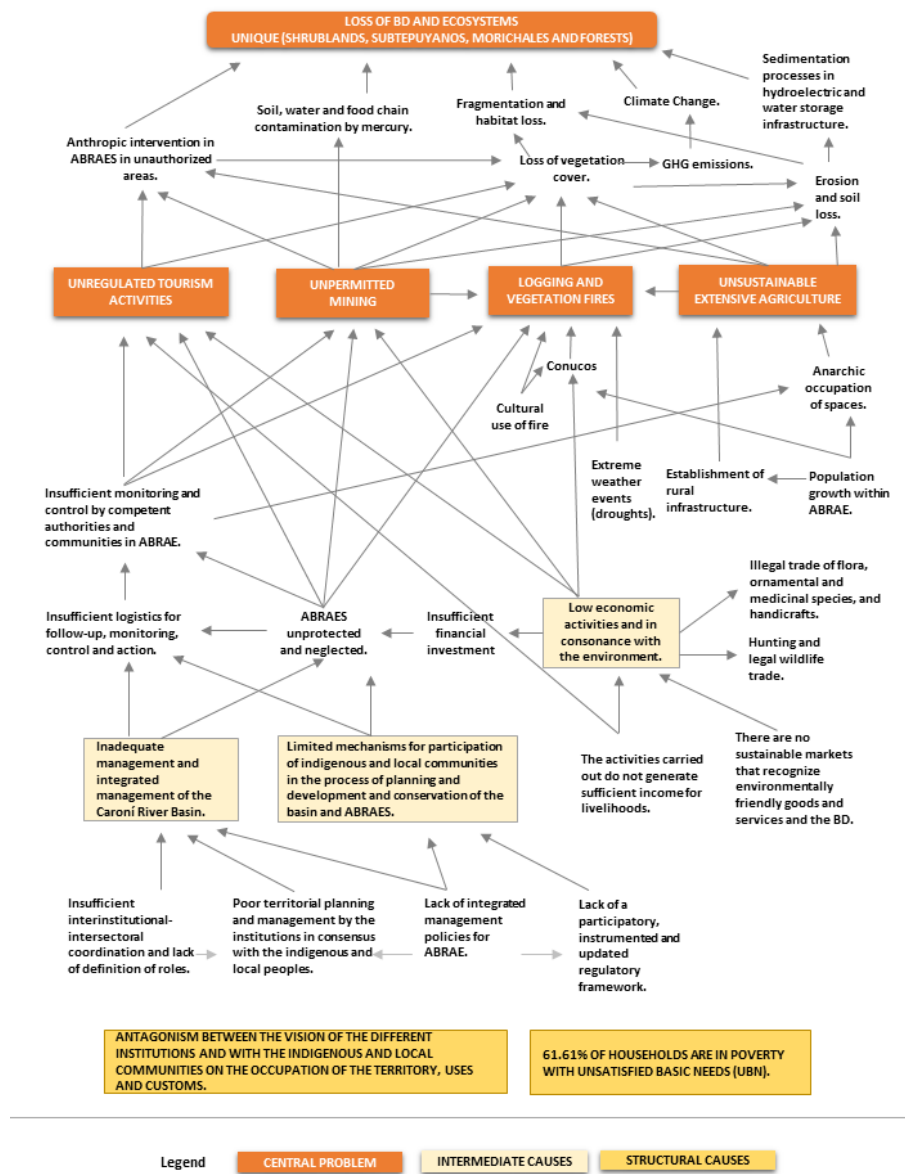 LOSS OF BD AND ECOSYSTEMS
UNIQUE (SHRUBLANDS, SUBTEPUYANOS, MORICHALES AND FORESTS)
Sedimentation
processes in
hydroelectric and
water storage
infrastructure.
Climate Change.
Fragmentation and
habitat loss.
Soil, water and food chain
contamination by mercury.
Anthropic intervention in
ABRAES in unauthorized
areas.
Loss of vegetation
cover.
GHG emissions.
Erosion
and soil
loss.
UNREGULATED TOURISM
ACTIVITIES
UNPERMITTED
MINING
LOGGING AND
VEGETATION FIRES
UNSUSTAINABLE
EXTENSIVE AGRICULTURE
Conucos
Cultural
use of fire
Anarchic
occupation
of spaces.
Extreme
weather
events
(droughts).
Establishment of
rural
infrastructure.
Population
growth within
ABRAE.
Insufficient monitoring and
control by competent
authorities and
communities in ABRAE.
Insufficient logistics for
follow-up, monitoring,
control and action.
ABRAES
unprotected
and neglected.
Insufficient
financial
investment
Low economic
activities and in
consonance with
the environment.
Illegal trade of flora,
ornamental and
medicinal species, and
handicrafts.
Hunting and
legal wildlife
trade.
Inadequate
management and
integrated
management of the
Caroní River Basin.
Limited mechanisms for participation
of indigenous and local communities
in the process of planning and
development and conservation of the
basin and ABRAES.
The activities carried
out do not generate
sufficient income for
livelihoods.
There are no
sustainable markets
that recognize
environmentally
friendly goods and
services and the BD.
Insufficient
interinstitutional-
intersectoral
coordination and lack
of definition of roles.
Poor territorial planning
and management by the
institutions in consensus
with the indigenous and
local peoples.
Lack of integrated
management
policies for
ABRAE.
Lack of a
participatory,
instrumented and
updated
regulatory
framework.
ANTAGONISM BETWEEN THE VISION OF THE DIFFERENT
INSTITUTIONS AND WITH THE INDIGENOUS AND LOCAL
COMMUNITIES ON THE OCCUPATION OF THE TERRITORY, USES
AND CUSTOMS.
61.61% OF HOUSEHOLDS ARE IN POVERTY
WITH UNSATISFIED BASIC NEEDS (UBN).
Legend
CENTRAL PROBLEM
INTERMEDIATE CAUSES
STRUCTURAL CAUSES